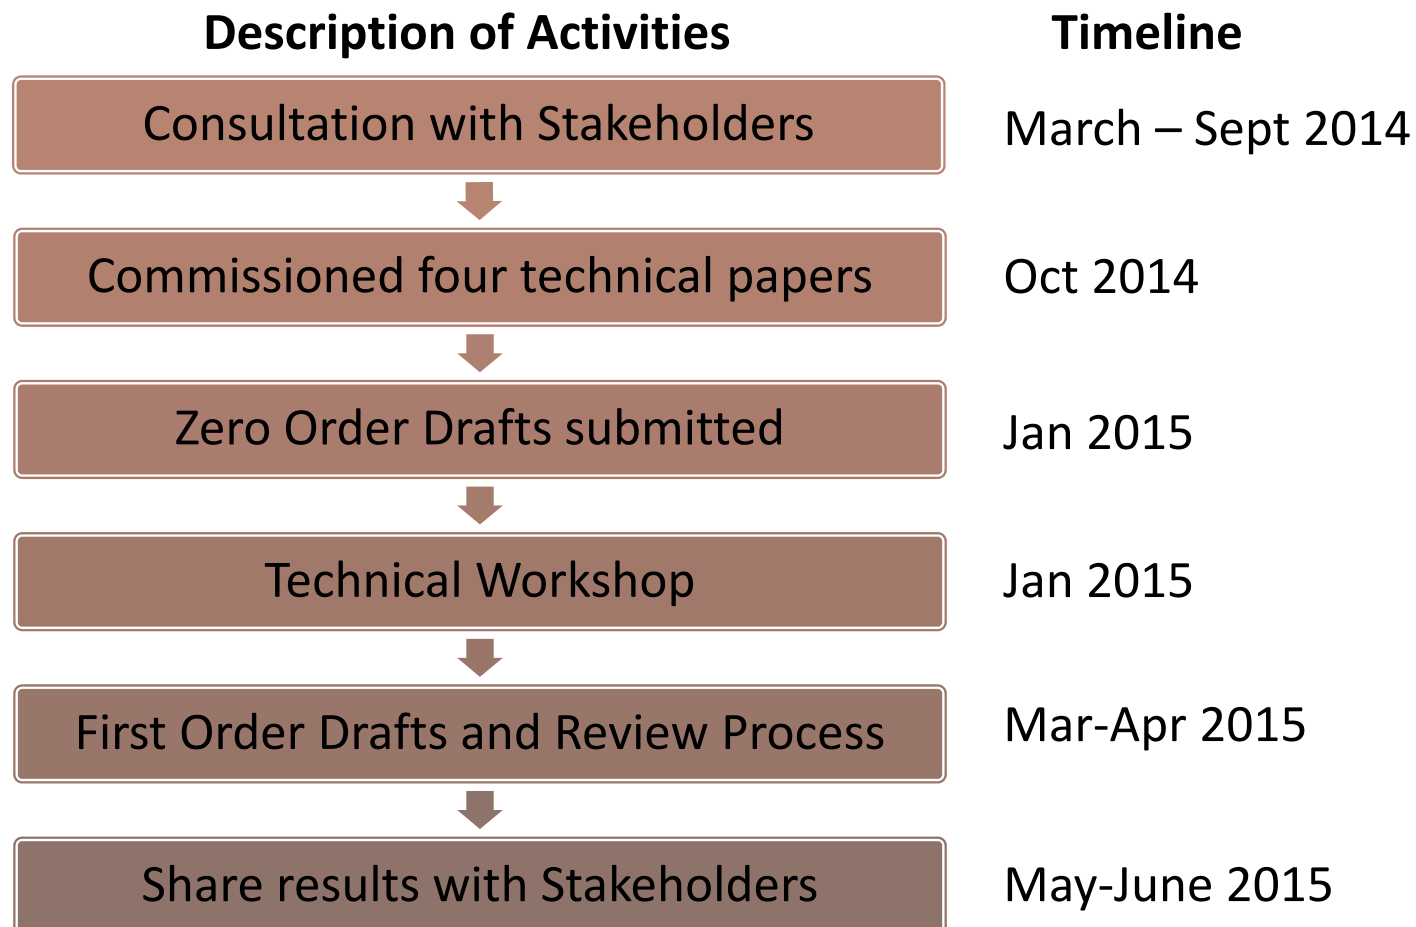 Description of Activities Timeline
Consultation with Stakeholders March – Sept 2014
Commissioned four technical papers Oct 2014
Zero Order Drafts submitted Jan 2015
Technical Workshop Jan 2015
First Order Drafts and Review Process Mar-Apr 2015
Share results with Stakeholders May-June 2015